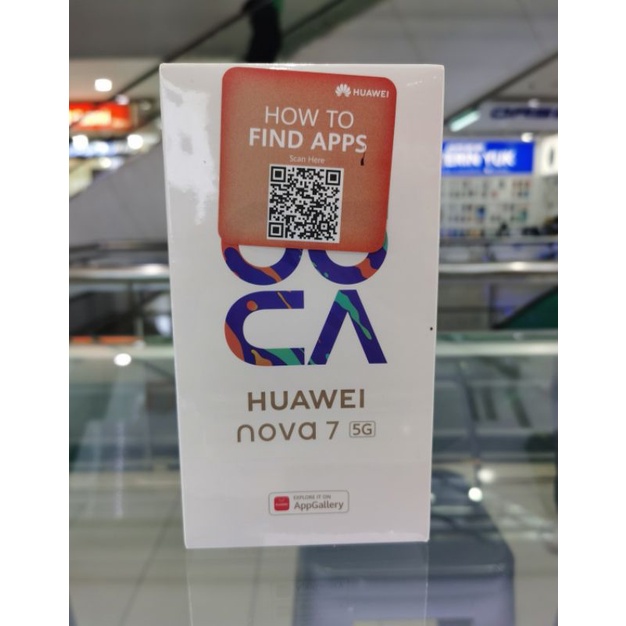 HUAWEI
HOW TO
FIND APPS
Scan Here
HUAWEI
nova 7 5G
EXPLORE IT ON
AppGallery